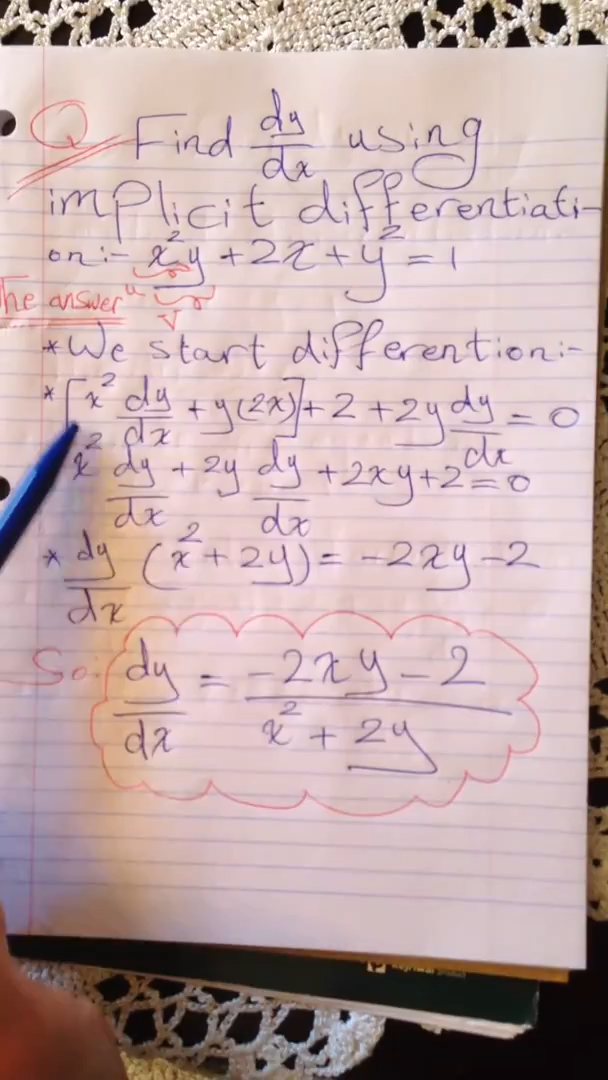 Q Find dy/dx using
implicit differentiati-
on:- x²y + 2x + y² = 1
The answer" v
*We start differention:-
* [x² dy/dx + y(2x)] + 2 + 2y dy/dx = 0
x² dy/dx + 2y dy/dx + 2xy + 2 = 0
* dy/dx (x² + 2y) = -2xy - 2
So: dy/dx = -2xy - 2 / x² + 2y